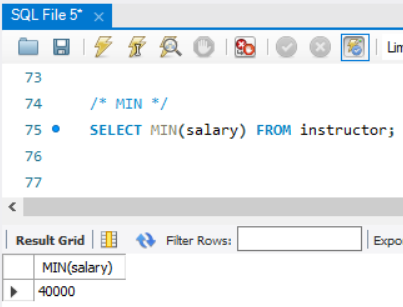 SQL File 5* ×
Lim
73
74 /* MIN */
75 SELECT MIN(salary) FROM instructor;
76
77
Result Grid Filter Rows: Expo
MIN(salary)
40000